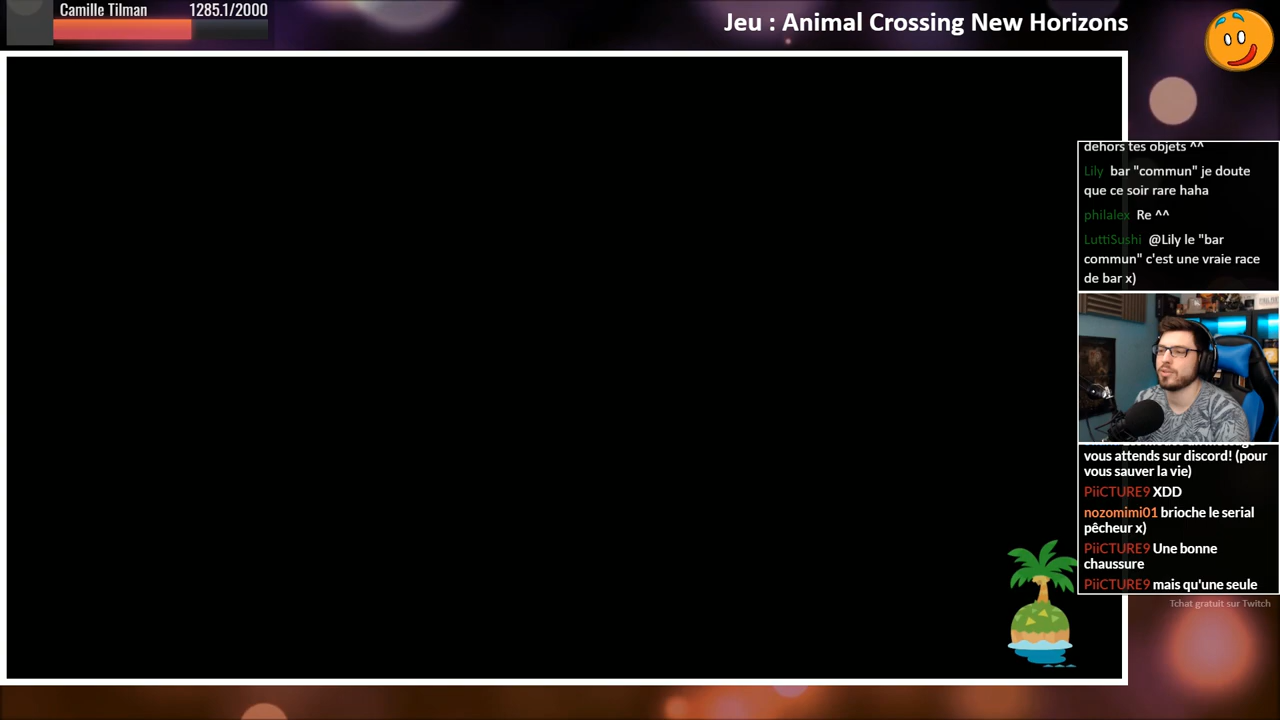 Camille Tilman 1285.1/2000
Jeu : Animal Crossing New Horizons
dehors tes objets ^^
Lily bar "commun" je doute
que ce soir rare haha
philalex Re ^^
LuttiSushi @Lily le "bar
commun" c'est une vraie race
de bar x)
vous attends sur discord! (pour
vous sauver la vie)
PiiCTURE9 XDD
nozomimi01 brioche le serial
pêcheur x)
PiiCTURE9 Une bonne
chaussure
PiiCTURE9 mais qu'une seule
Tchat gratuit sur Twitch